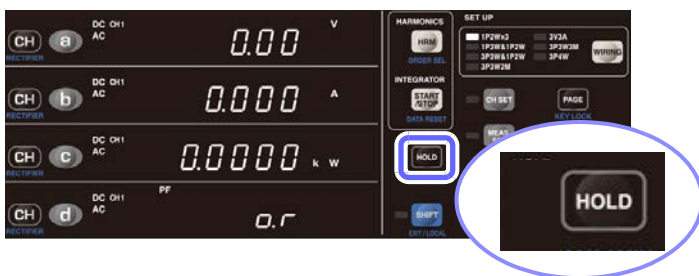 HARMONICS
SET UP
CH a DC CH1 AC 0.00 V
RECTIFIER
HRM
ORDER SEL
1P2W×3 3V3A
1P3W&1P2W 3P3W3M
3P3W&1P2W 3P4W
3P3W2M
WIRING
CH b DC CH1 AC 0.000 A
RECTIFIER
INTEGRATOR
START /STOP
DATA RESET
CH SET
PAGE
KEY LOCK
CH c DC CH1 AC 0.0000 k W
RECTIFIER
HOLD
MEAS
HOLD
CH d DC CH1 AC PF o.r
RECTIFIER
SHIFT
EXIT / LOCAL